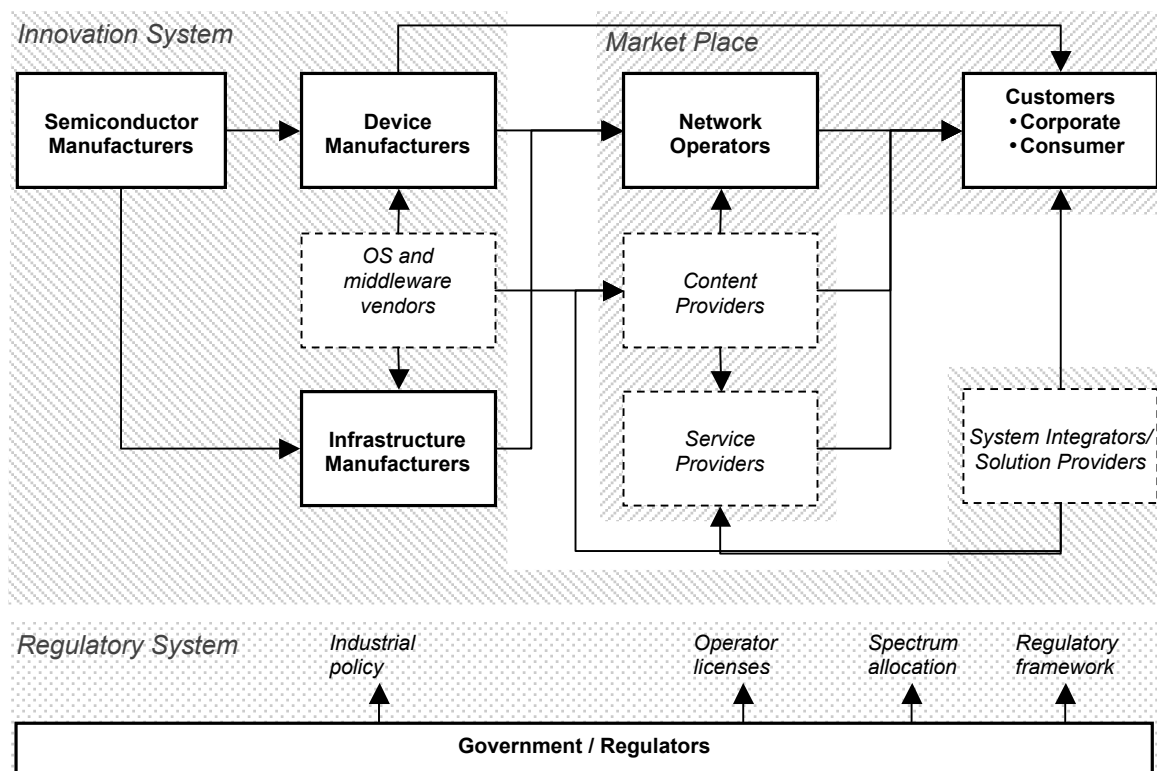 Innovation System
Market Place
Semiconductor
Manufacturers
Device
Manufacturers
Network
Operators
Customers
• Corporate
• Consumer
OS and
middleware
vendors
Content
Providers
Infrastructure
Manufacturers
Service
Providers
System Integrators/
Solution Providers
Regulatory System
Industrial
policy
Operator
licenses
Spectrum
allocation
Regulatory
framework
Government / Regulators